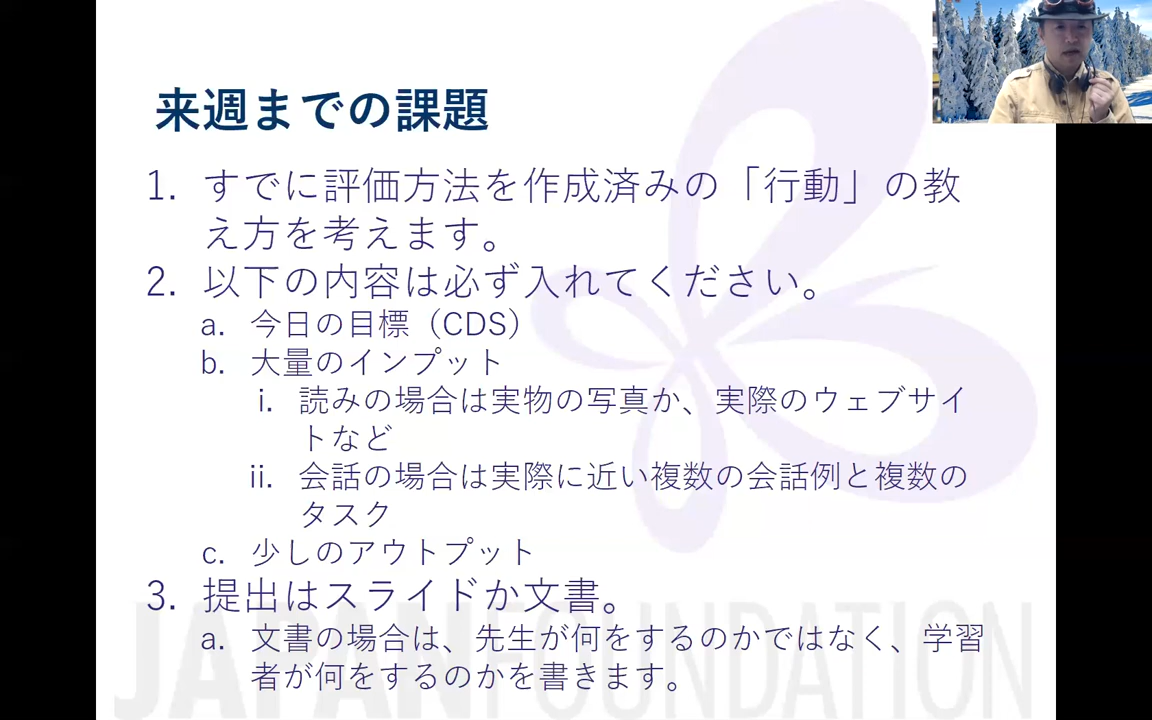 来週までの課題
1. すでに評価方法を作成済みの「行動」の教
え方を考えます。
2. 以下の内容は必ず入れてください。
a. 今日の目標（CDS）
b. 大量のインプット
i. 読みの場合は実物の写真か、実際のウェブサイ
トなど
ii. 会話の場合は実際に近い複数の会話例と複数の
タスク
c. 少しのアウトプット
3. 提出はスライドか文書。
a. 文書の場合は、先生が何をするのかではなく、学習
者が何をするのかを書きます。
JAPANFOUNDATION